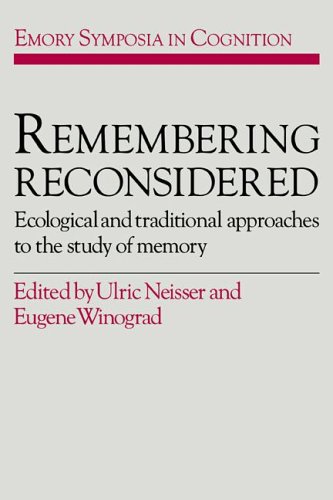 EMORY SYMPOSIA IN COGNITION
REMEMBERING
RECONSIDERED
Ecological and traditional approaches
to the study of memory
Edited by Ulric Neisser and
Eugene Winograd